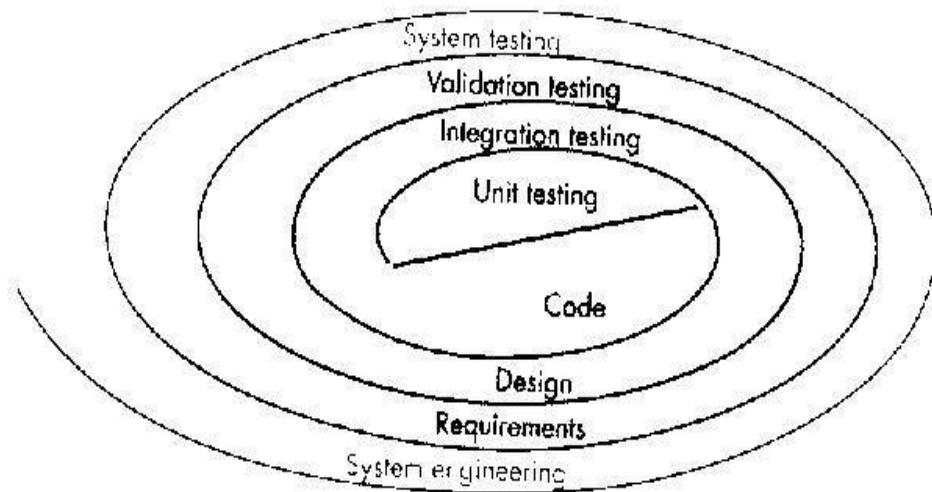 System testing
Validation testing
Integration testing
Unit testing
Code
Design
Requirements
System engineering